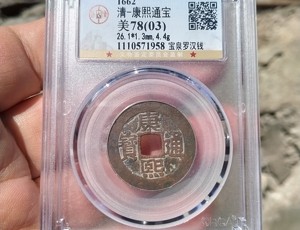 1662
清-康熙通宝
美78(03)
26.1*1.3mm,4.4g
1110571958 宝泉罗汉钱
康熙通寶